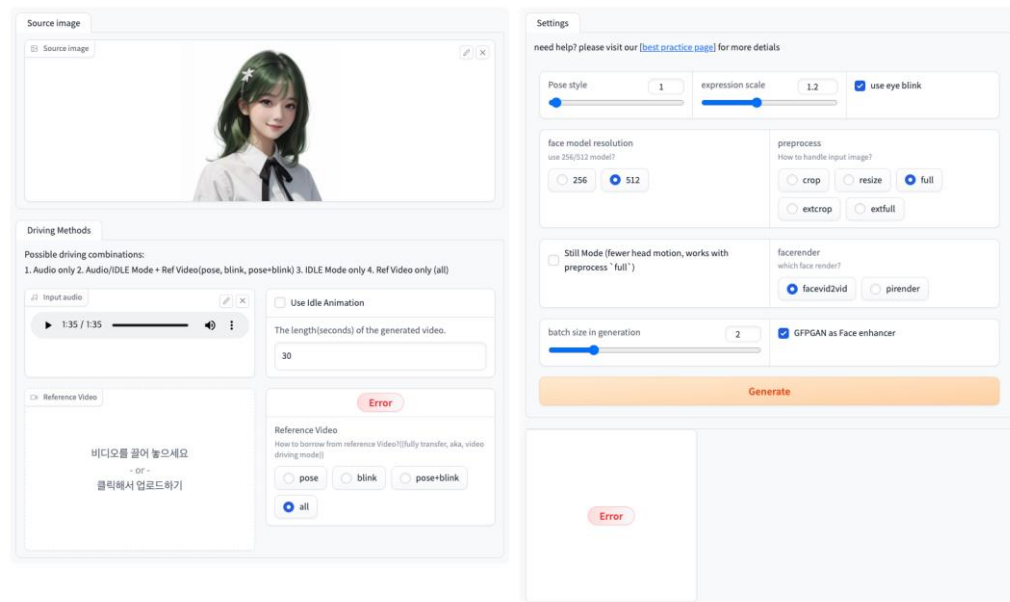 Source image
Source image
Driving Methods
Possible driving combinations:
1. Audio only 2. Audio/IDLE Mode + Ref Video(pose, blink, pose+blink) 3. IDLE Mode only 4. Ref Video only (all)
Input audio
1:35 / 1:35
Use Idle Animation
The length(seconds) of the generated video.
30
Reference Video
비디오를 끌어 놓으세요
- or -
클릭해서 업로드하기
Error
Reference Video
How to borrow from reference Video?((fully transfer, aka, video
driving mode))
pose
blink
pose+blink
all
Settings
need help? please visit our [best practice page] for more detials
Pose style
1
expression scale
1.2
use eye blink
face model resolution
use 256/512 model?
256
512
preprocess
How to handle input image?
crop
resize
full
extcrop
extfull
Still Mode (fewer head motion, works with
preprocess `full`)
facerender
which face render?
facevid2vid
pirender
batch size in generation
2
GFPGAN as Face enhancer
Generate
Error